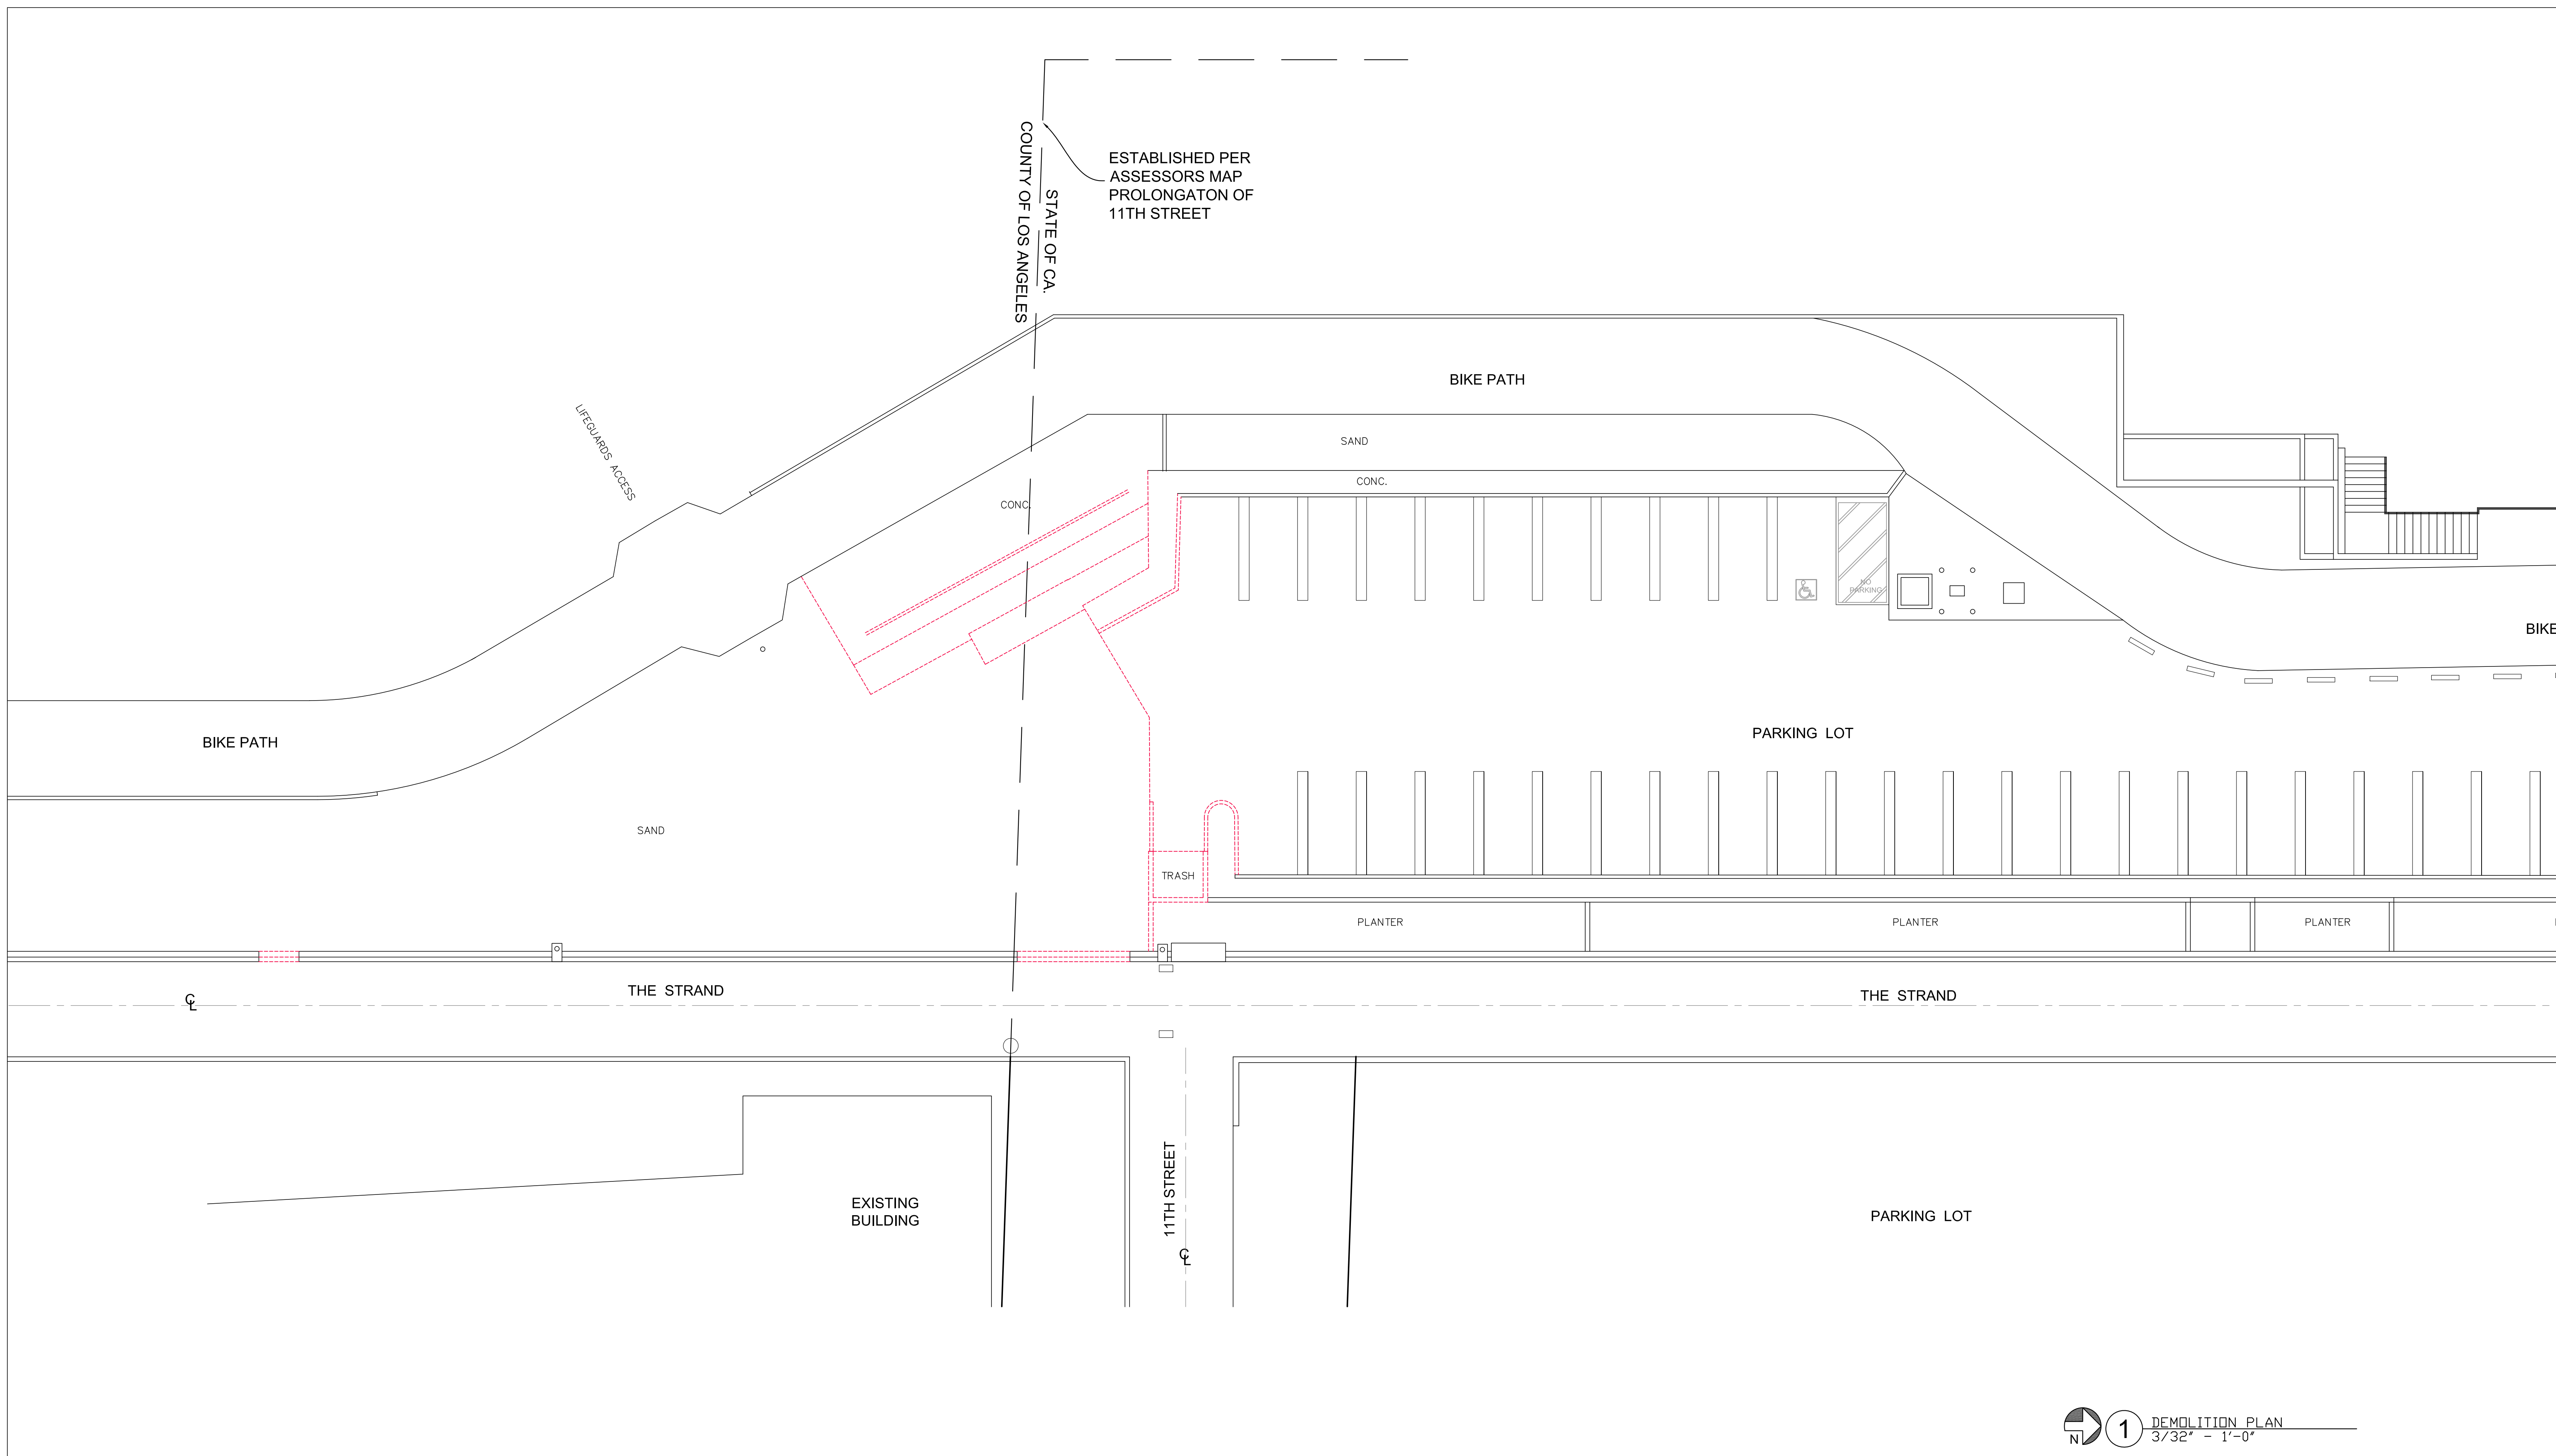 ESTABLISHED PER
ASSESSORS MAP
PROLONGATON OF
11TH STREET
COUNTY OF LOS ANGELES
STATE OF CA.
BIKE PATH
LIFEGUARDS ACCESS
SAND
CONC.
CONC.
NO
PARKING
BIKE
BIKE PATH
PARKING LOT
SAND
TRASH
PLANTER
PLANTER
PLANTER
THE STRAND
THE STRAND
CL
11TH STREET
CL
EXISTING
BUILDING
PARKING LOT
N
1
DEMOLITION PLAN
3/32" - 1'-0"